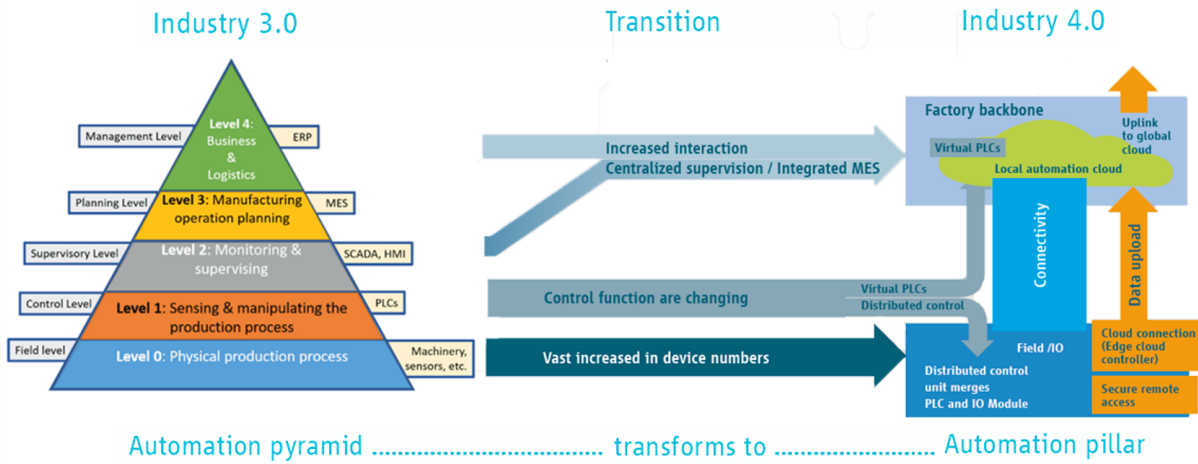 Industry 3.0
Transition
Industry 4.0
Management Level
Level 4:
Business
&
Logistics
ERP
Planning Level
Level 3: Manufacturing
operation planning
MES
Supervisory Level
Level 2: Monitoring &
supervising
SCADA, HMI
Control Level
Level 1: Sensing & manipulating the
production process
PLCs
Field level
Level 0: Physical production process
Machinery,
sensors, etc.
Increased interaction
Centralized supervision / Integrated MES
Control function are changing
Virtual PLCs
Distributed control
Vast increased in device numbers
Factory backbone
Virtual PLCs
Local automation cloud
Uplink
to global
cloud
Connectivity
Data upload
Field /IO
Distributed control
unit merges
PLC and IO Module
Cloud connection
(Edge cloud
controller)
Secure remote
access
Automation pyramid ........................... transforms to ................... Automation pillar